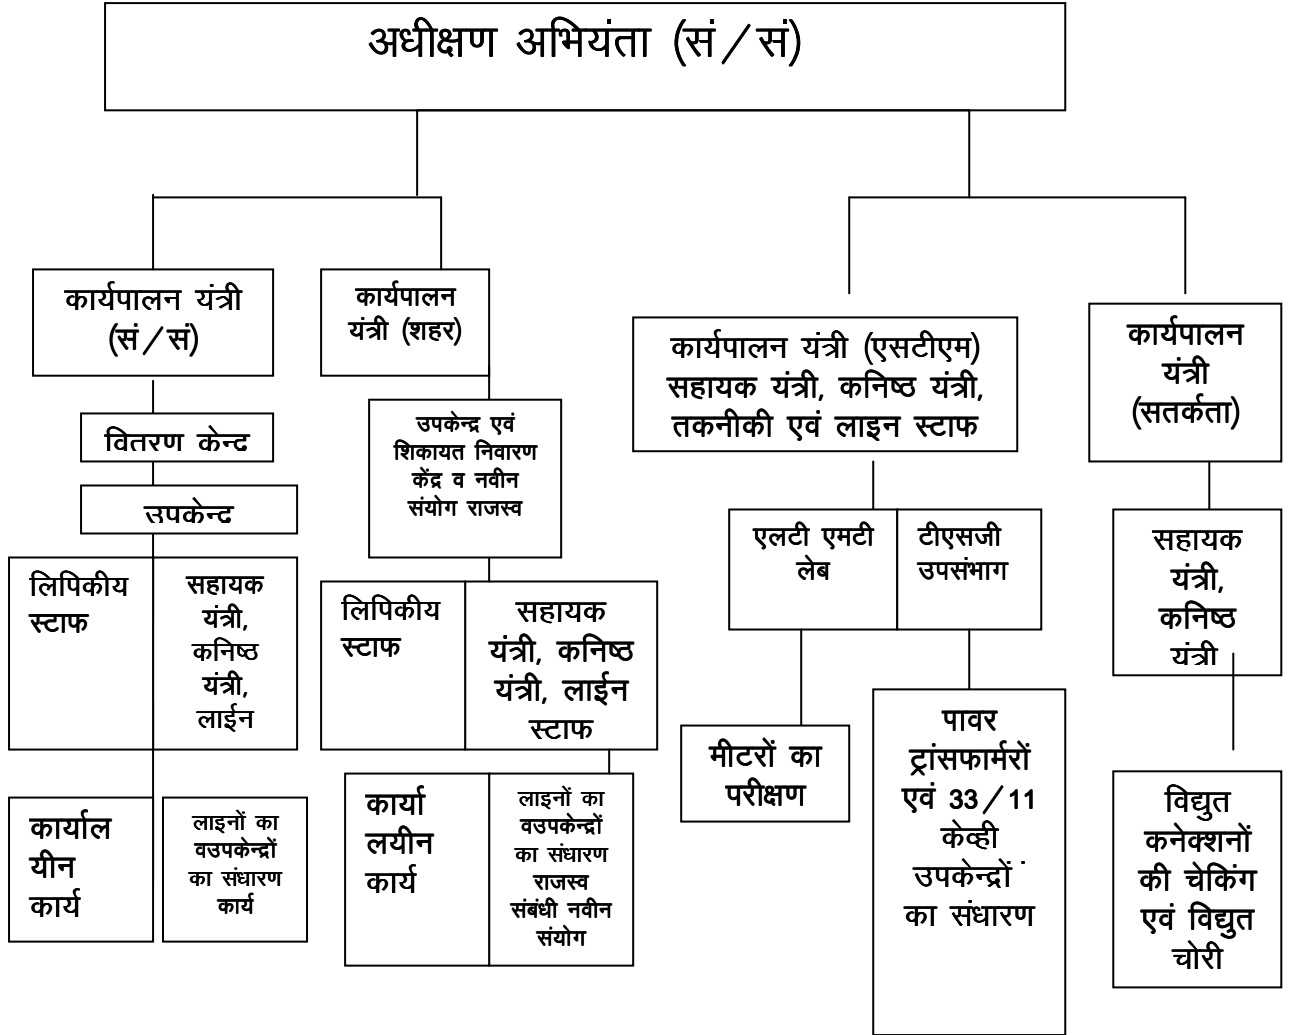 अधीक्षण अभियंता (सं/सं)
कार्यपालन यंत्री
(सं/सं)
कार्यपालन
यंत्री (शहर)
कार्यपालन यंत्री (एसटीएम)
सहायक यंत्री, कनिष्ठ यंत्री,
तकनीकी एवं लाइन स्टाफ
कार्यपालन
यंत्री
(सतर्कता)
वितरण केन्द
उपकेन्द
उपकेन्द्र एवं
शिकायत निवारण
केंद्र व नवीन
संयोग राजस्व
एलटी एमटी
लेब
टीएसजी
उपसंभाग
सहायक
यंत्री,
कनिष्ठ
यंत्री
लिपिकीय
स्टाफ
सहायक
यंत्री,
कनिष्ठ
यंत्री,
लाईन
लिपिकीय
स्टाफ
सहायक
यंत्री, कनिष्ठ
यंत्री, लाईन
स्टाफ
मीटरों का
परीक्षण
पावर
ट्रांसफार्मरों
एवं 33/11
केव्ही
उपकेन्द्रों
का संधारण
कार्याल
यीन
कार्य
लाइनों का
वउपकेन्द्रों
का संधारण
कार्य
कार्या
लयीन
कार्य
लाइनों का
वउपकेन्द्रों
का संधारण
राजस्व
संबंधी नवीन
संयोग
विद्युत
कनेक्शनों
की चेकिंग
एवं विद्युत
चोरी